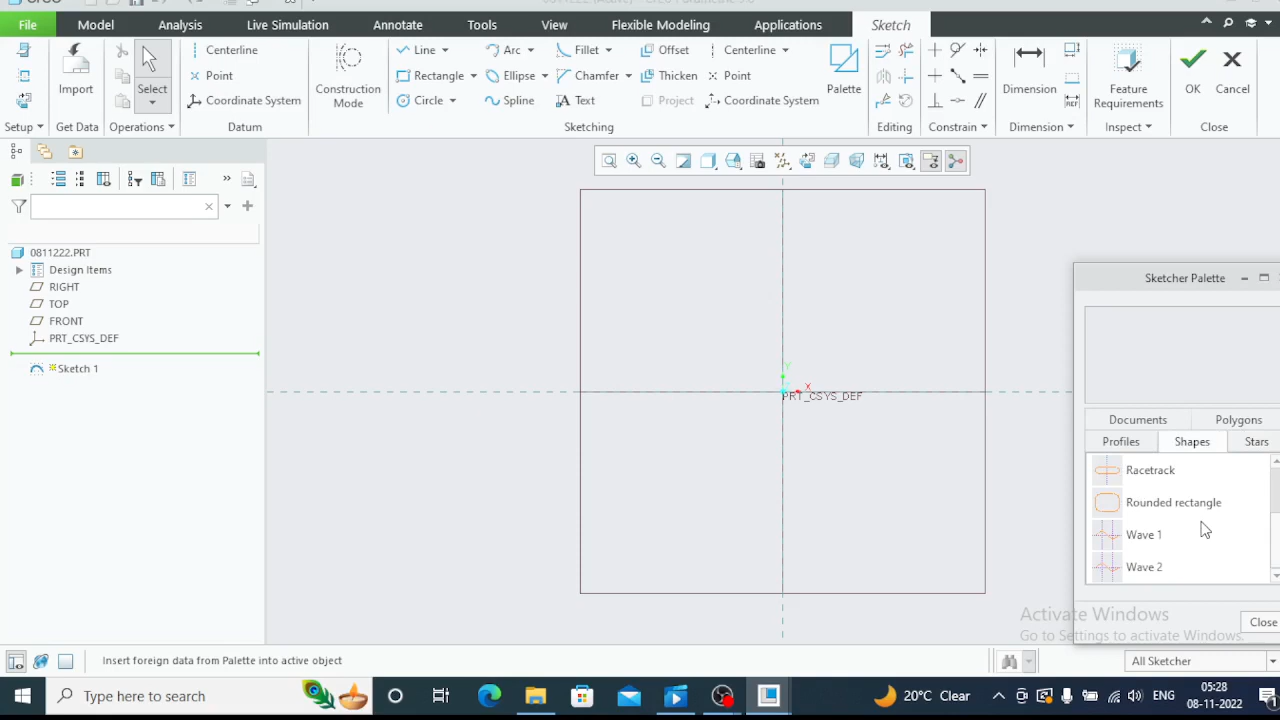 File Model Analysis Live Simulation Annotate Tools View Flexible Modeling Applications Sketch
Centerline Line Arc Fillet Offset Centerline
Point Rectangle Ellipse Chamfer Thicken Point
Import Select Construction Mode Palette Dimension Feature Requirements OK Cancel
Coordinate System Circle Spline Text Project Coordinate System
REF
Setup Get Data Operations Datum Sketching Editing Constrain Dimension Inspect Close
0811222.PRT
Design Items
RIGHT
TOP
FRONT
PRT_CSYS_DEF
Sketch 1
Y
X
PRT_CSYS_DEF
Sketcher Palette
Documents Polygons
Profiles Shapes Stars
Racetrack
Rounded rectangle
Wave 1
Wave 2
Close
Activate Windows
Go to Settings to activate Windows.
Insert foreign data from Palette into active object
All Sketcher
Type here to search
20°C Clear
ENG
05:28
08-11-2022
1